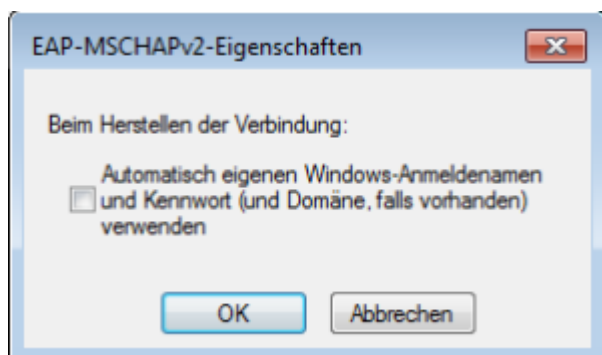 EAP-MSCHAPv2-Eigenschaften
Beim Herstellen der Verbindung:
Automatisch eigenen Windows-Anmeldenamen
und Kennwort (und Domäne, falls vorhanden)
verwenden
OK
Abbrechen